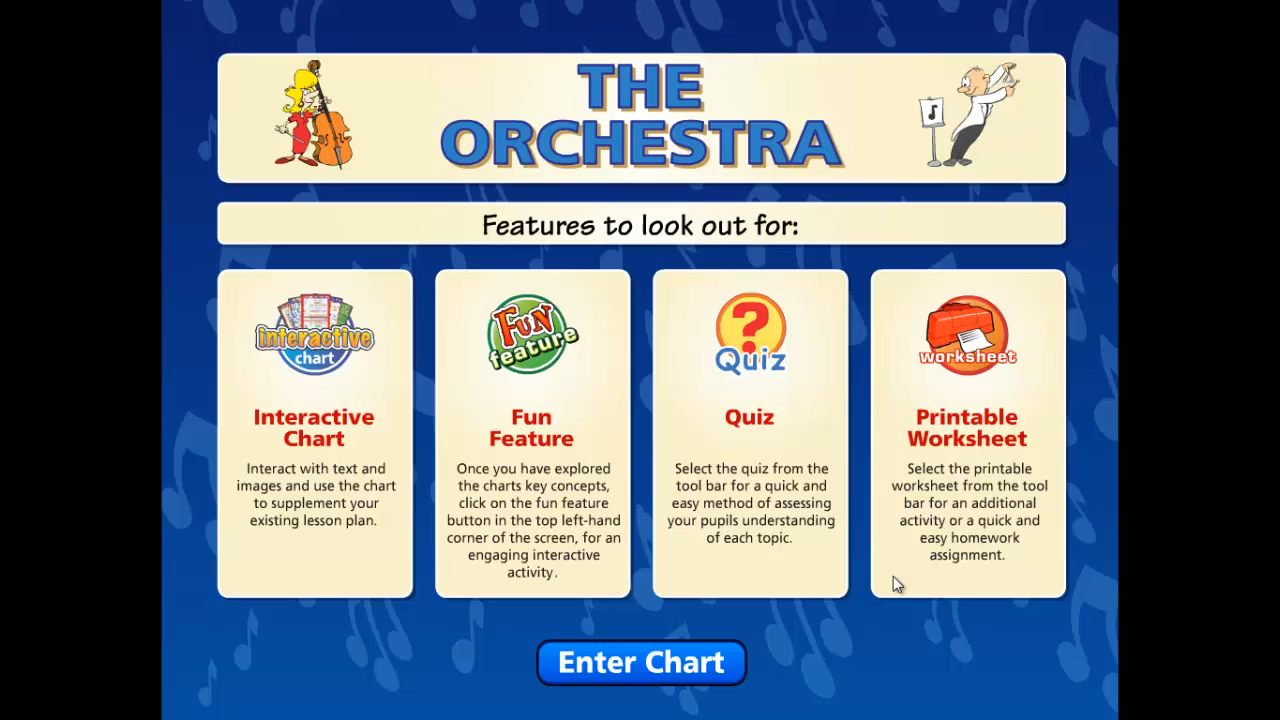 THE
ORCHESTRA
Features to look out for:
interactive
chart
Interactive
Chart
Interact with text and
images and use the chart
to supplement your
existing lesson plan.
Fun
feature
Fun
Feature
Once you have explored
the charts key concepts,
click on the fun feature
button in the top left-hand
corner of the screen, for an
engaging interactive
activity.
?
Quiz
Quiz
Select the quiz from the
tool bar for a quick and
easy method of assessing
your pupils understanding
of each topic.
worksheet
Printable
Worksheet
Select the printable
worksheet from the tool
bar for an additional
activity or a quick and
easy homework
assignment.
Enter Chart